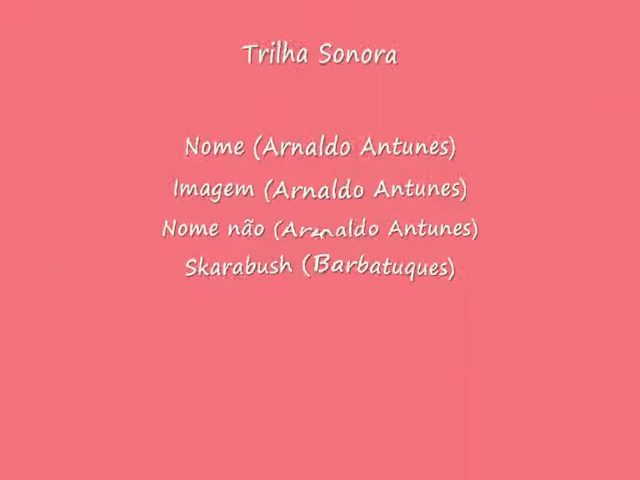 Trilha Sonora
Nome (Arnaldo Antunes)
Imagem (Arnaldo Antunes)
Nome não (Arnaldo Antunes)
Skarabush (Barbatuques)